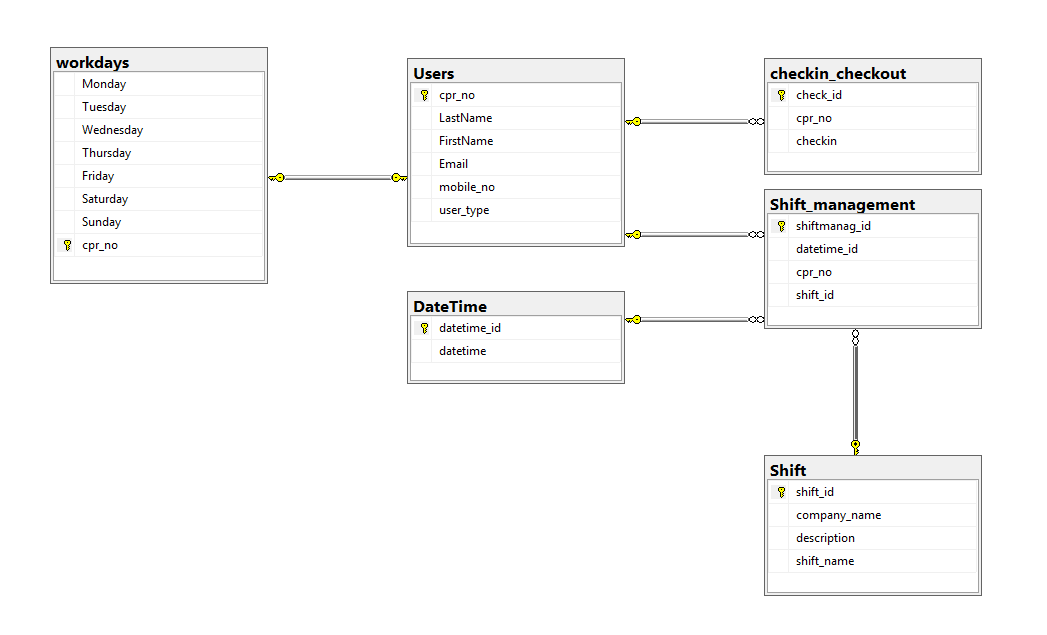 workdays
Monday
Tuesday
Wednesday
Thursday
Friday
Saturday
Sunday
cpr_no
Users
cpr_no
LastName
FirstName
Email
mobile_no
user_type
checkin_checkout
check_id
cpr_no
checkin
Shift_management
shiftmanag_id
datetime_id
cpr_no
shift_id
DateTime
datetime_id
datetime
Shift
shift_id
company_name
description
shift_name